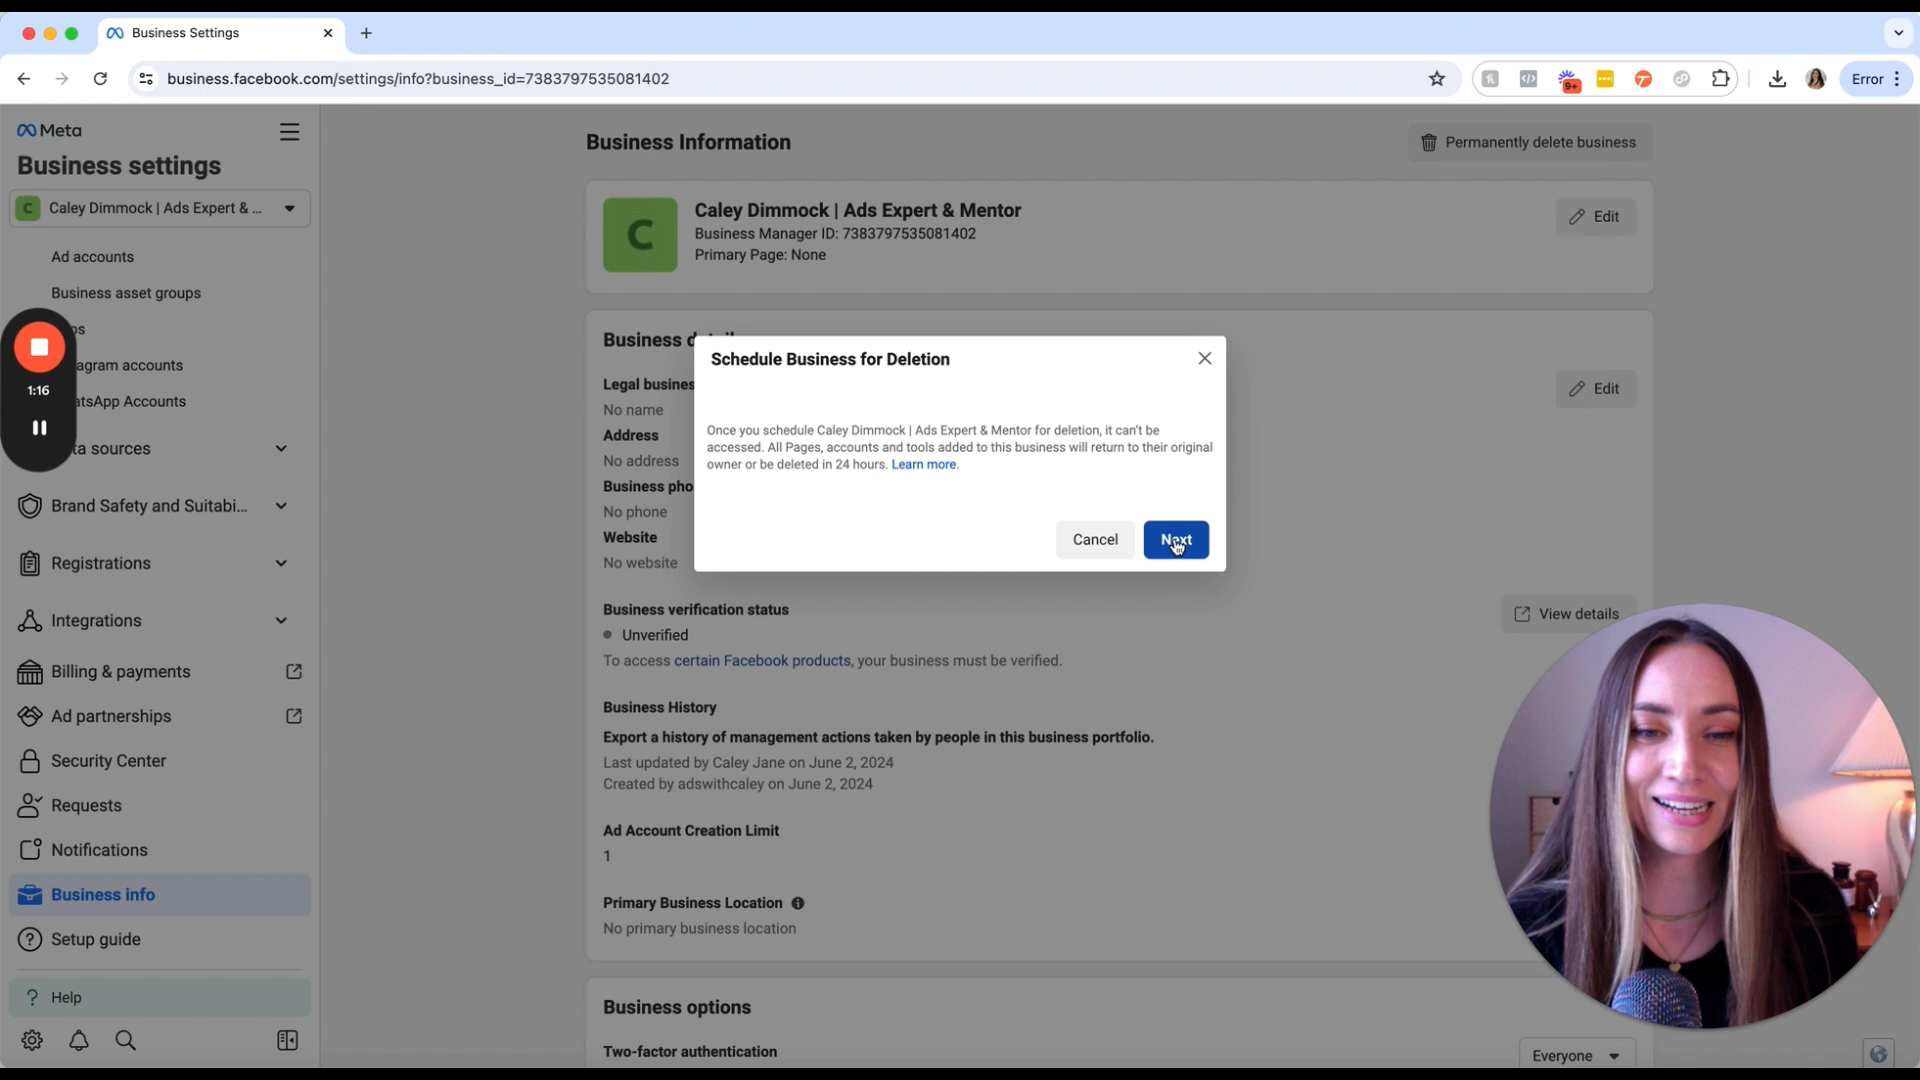 Business Settings
business.facebook.com/settings/info?business_id=7383797535081402
9+
Error
Meta
Business settings
C Caley Dimmock | Ads Expert & ...
Ad accounts
Business asset groups
1:16
agram accounts
atsApp Accounts
ta sources
Brand Safety and Suitabi...
Registrations
Integrations
Billing & payments
Ad partnerships
Security Center
Requests
Notifications
Business info
Setup guide
? Help
Business Information
Permanently delete business
C
Caley Dimmock | Ads Expert & Mentor
Business Manager ID: 7383797535081402
Primary Page: None
Edit
Business
Legal
No name
Address
No address
Business
No phone
Website
No website
Edit
Schedule Business for Deletion
Once you schedule Caley Dimmock | Ads Expert & Mentor for deletion, it can't be
accessed. All Pages, accounts and tools added to this business will return to their original
owner or be deleted in 24 hours. Learn more.
Cancel
Next
Business verification status
Unverified
To access certain Facebook products, your business must be verified.
View details
Business History
Export a history of management actions taken by people in this business portfolio.
Last updated by Caley Jane on June 2, 2024
Created by adswithcaley on June 2, 2024
Ad Account Creation Limit
1
Primary Business Location
No primary business location
Business options
Two-factor authentication
Everyone